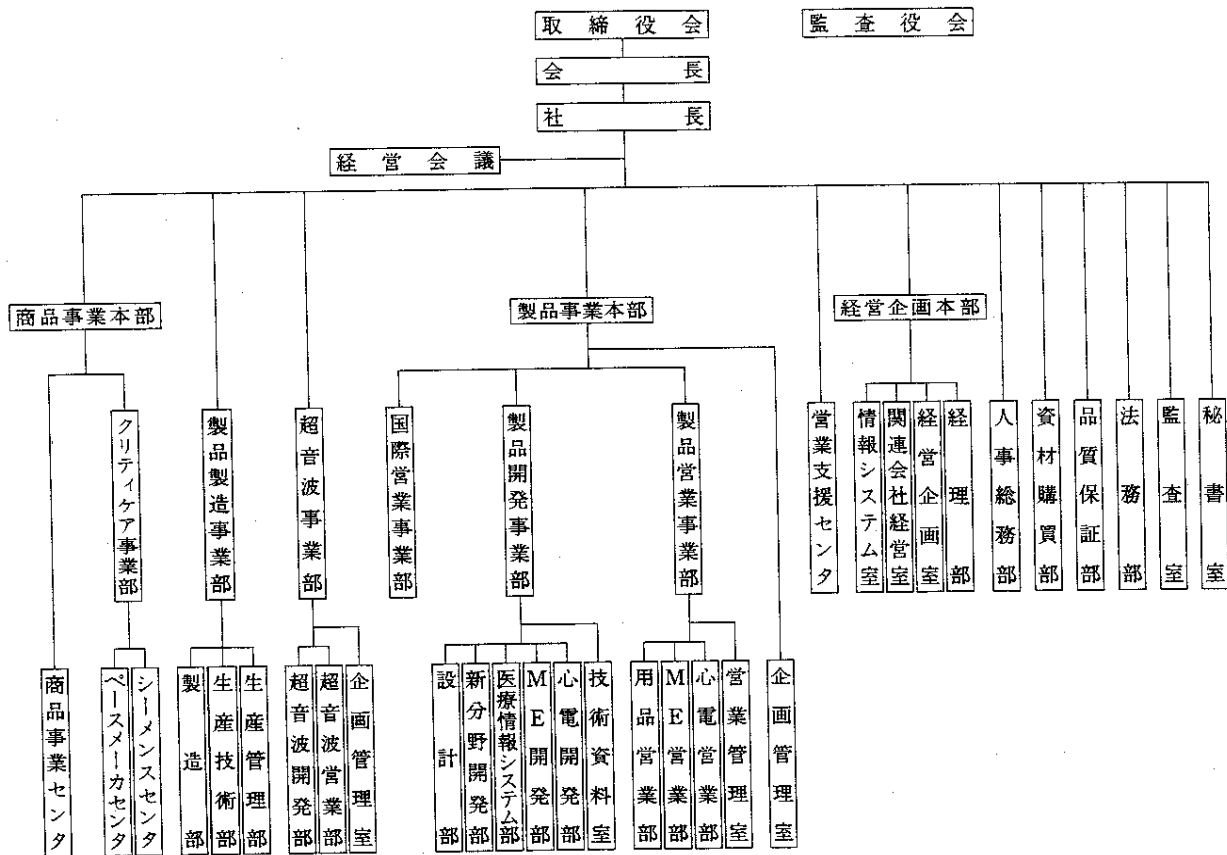 取締役会
監査役会
会長
社長
経営会議
商品事業本部
製品事業本部
経営企画本部
クリティケア事業部
製品製造事業部
超音波事業部
国際営業事業部
製品開発事業部
製品営業事業部
営業支援センタ
情報システム室
関連会社経営室
経営企画室
経理部
人事総務部
資材購買部
品質保証部
法務部
監査室
秘書室
商品事業センタ
ペースメーカセンタ
シーメンスセンタ
製造部
生産技術部
生産管理部
超音波開発部
超音波営業部
企画管理室
設計部
新分野開発部
医療情報システム部
ME開発部
心電開発部
技術資料室
用品営業部
ME営業部
心電営業部
営業管理室
企画管理室